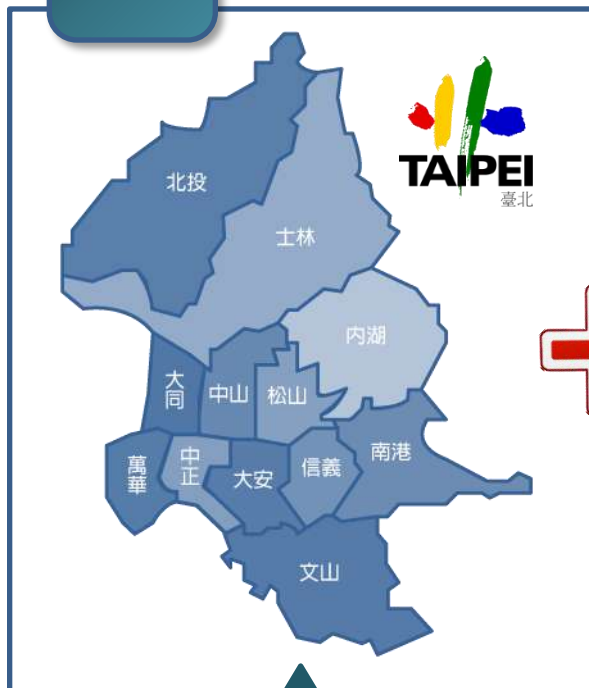 北投
TAIPEI
臺北
士林
内湖
大同
中山
松山
萬華
中正
大安
信義
南港
文山